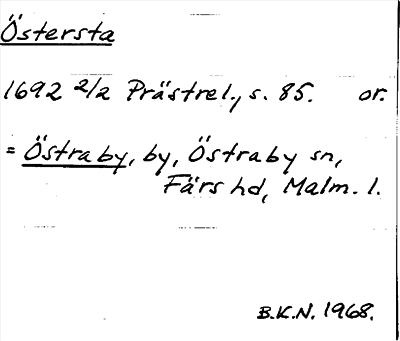 Östersta
1692 2/2 Prästrel., s. 85. or.
= Östraby, by, Östraby sn,
Färs hd, Malm. l.
B.K.N. 1968.